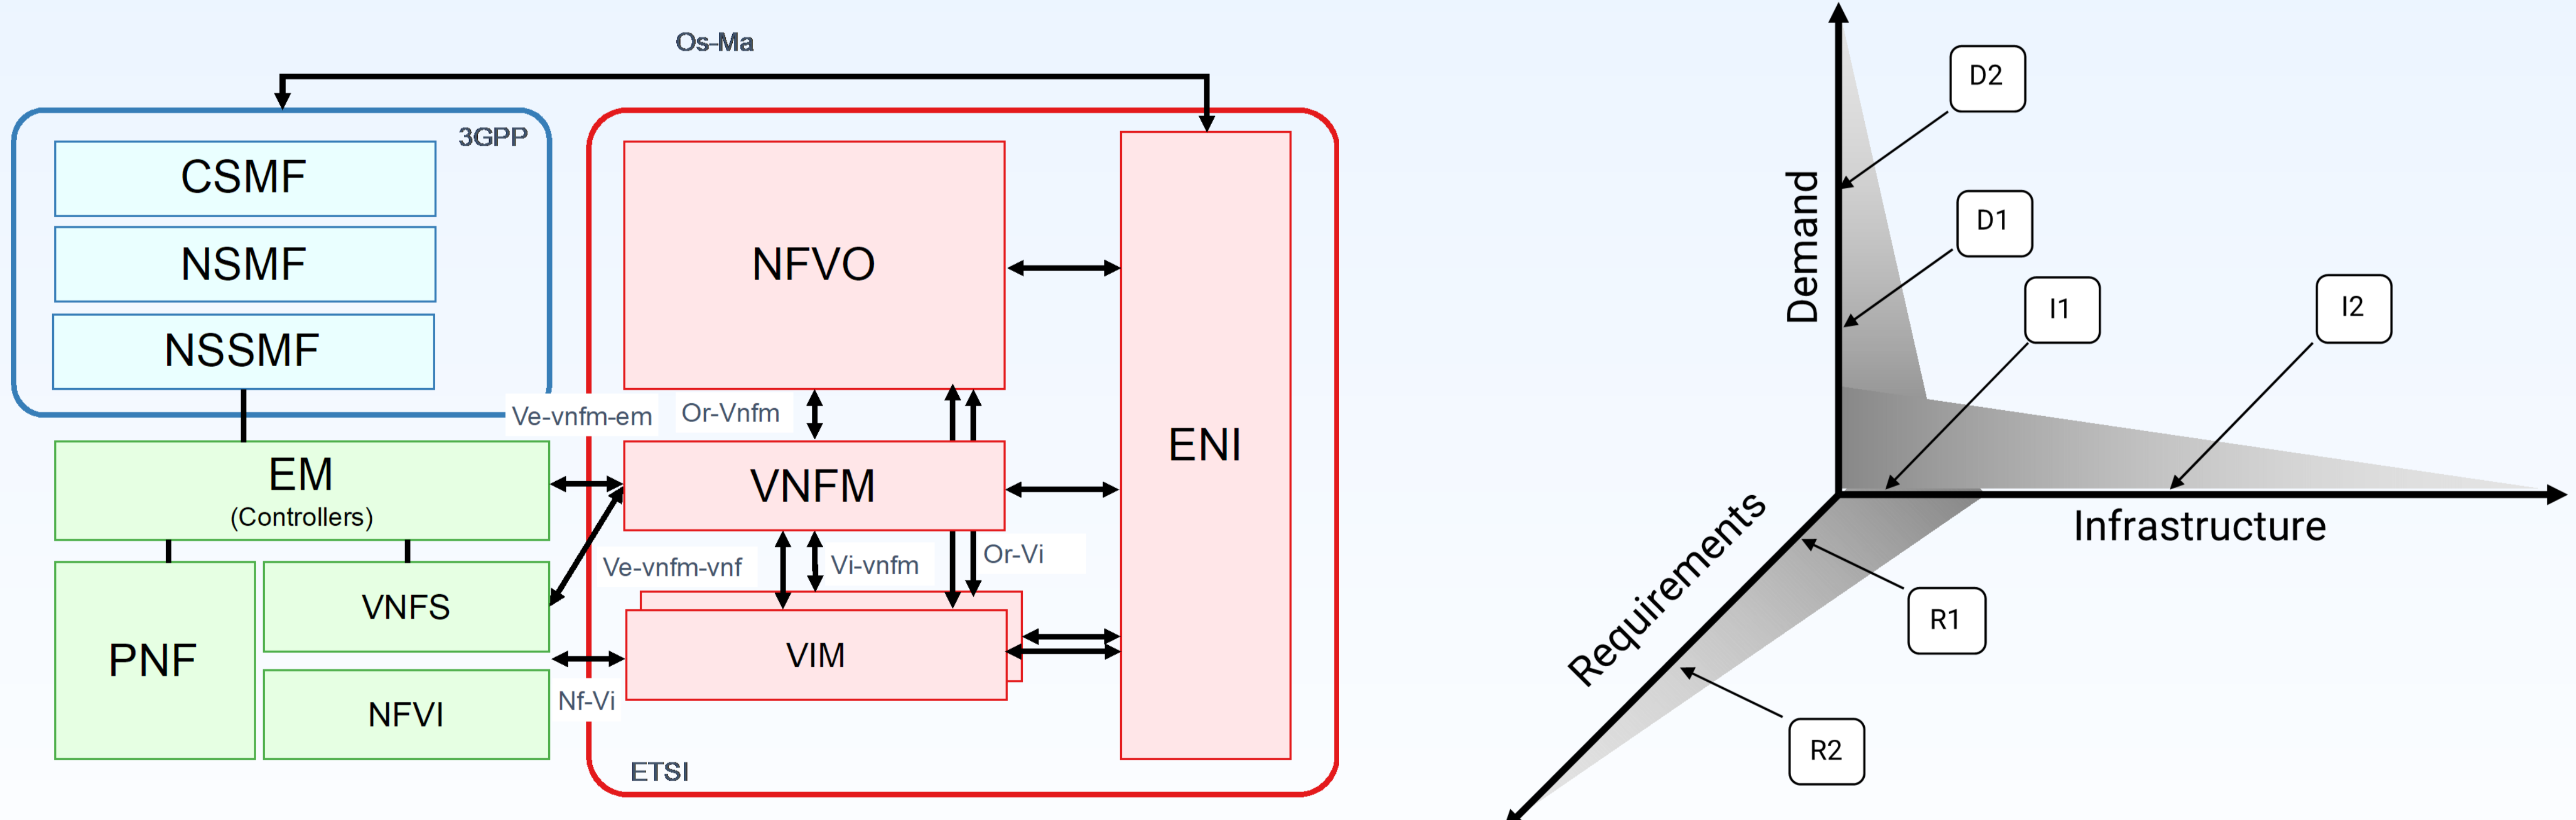 Os-Ma
3GPP
CSMF
NSMF
NSSMF
EM
(Controllers)
PNF
VNFS
NFVI
Ve-vnfm-em
Or-Vnfm
NFVO
VNFM
ENI
Ve-vnfm-vnf
Vi-vnfm
Or-Vi
VIM
Nf-Vi
ETSI
Demand
D2
D1
I1
I2
Infrastructure
Requirements
R1
R2